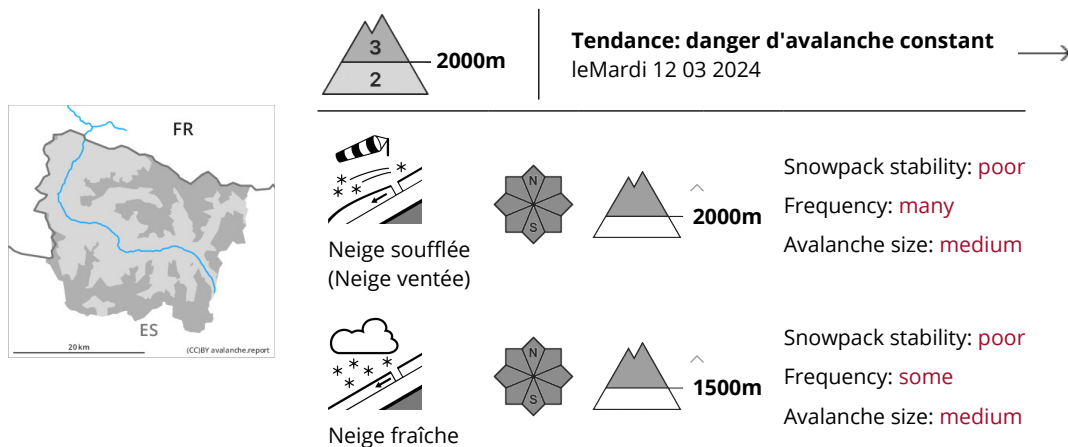 3
2
2000m
Tendance: danger d'avalanche constant
leMardi 12 03 2024
FR
ES
20 km
(CC)BY avalanche.report
Neige soufflée
(Neige ventée)
N
S
2000m
Snowpack stability: poor
Frequency: many
Avalanche size: medium
Neige fraîche
N
S
1500m
Snowpack stability: poor
Frequency: some
Avalanche size: medium